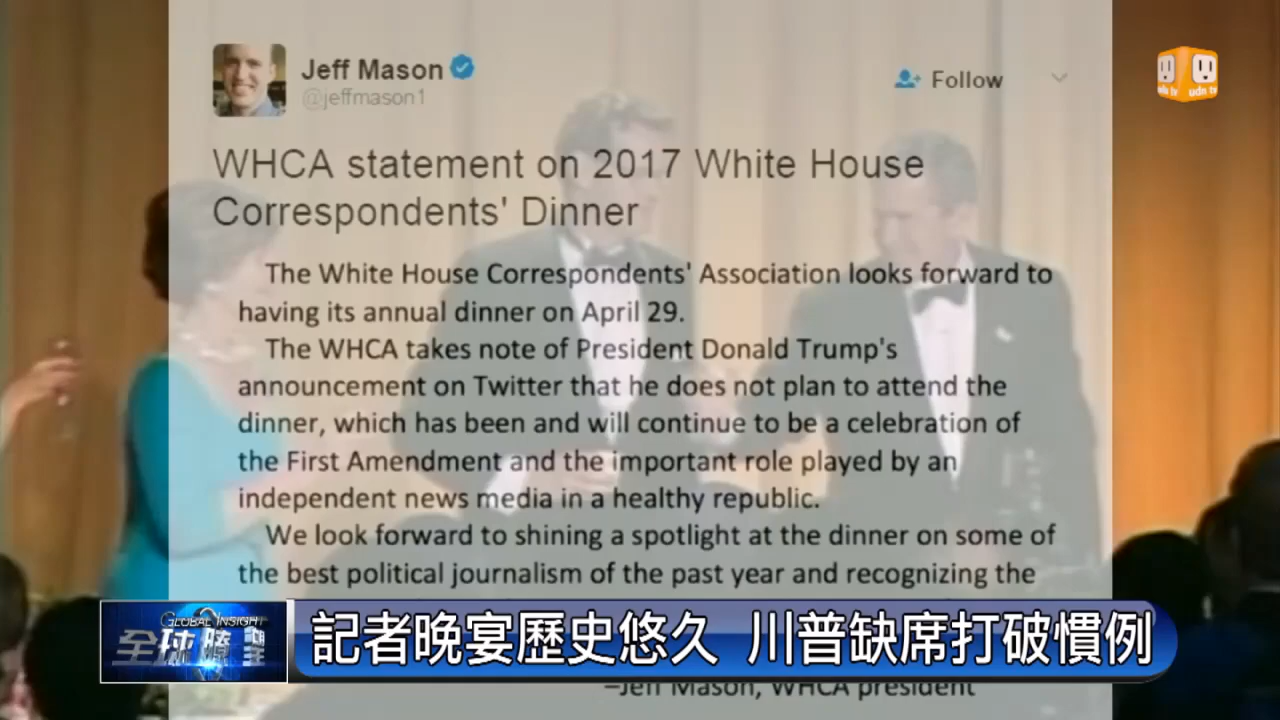 Jeff Mason
@jeffmason1
Follow
udn tv
WHCA statement on 2017 White House
Correspondents' Dinner
The White House Correspondents' Association looks forward to
having its annual dinner on April 29.
The WHCA takes note of President Donald Trump's
announcement on Twitter that he does not plan to attend the
dinner, which has been and will continue to be a celebration of
the First Amendment and the important role played by an
independent news media in a healthy republic.
We look forward to shining a spotlight at the dinner on some of
the best political journalism of the past year and recognizing the
GLOBAL INSIGHT
全球瞭望
記者晚宴歷史悠久 川普缺席打破慣例
–Jeff Mason, WHCA president